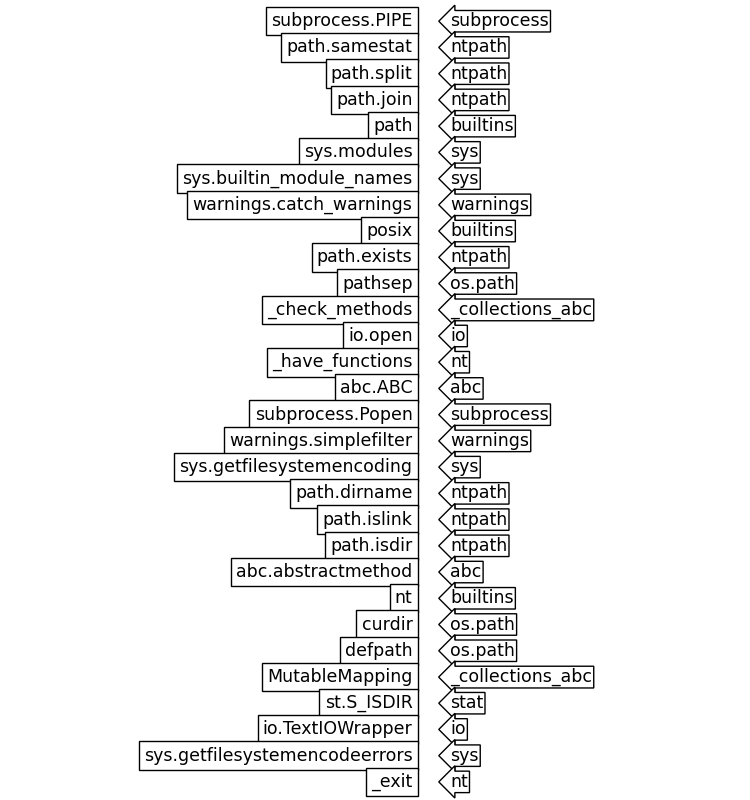 subprocess.PIPE subprocess
path.samestat ntpath
path.split ntpath
path.join ntpath
path builtins
sys.modules sys
sys.builtin_module_names sys
warnings.catch_warnings warnings
posix builtins
path.exists ntpath
pathsep os.path
_check_methods _collections_abc
io.open io
_have_functions nt
abc.ABC abc
subprocess.Popen subprocess
warnings.simplefilter warnings
sys.getfilesystemencoding sys
path.dirname ntpath
path.islink ntpath
path.isdir ntpath
abc.abstractmethod abc
nt builtins
curdir os.path
defpath os.path
MutableMapping _collections_abc
st.S_ISDIR stat
io.TextIOWrapper io
sys.getfilesystemencodeerrors sys
_exit nt